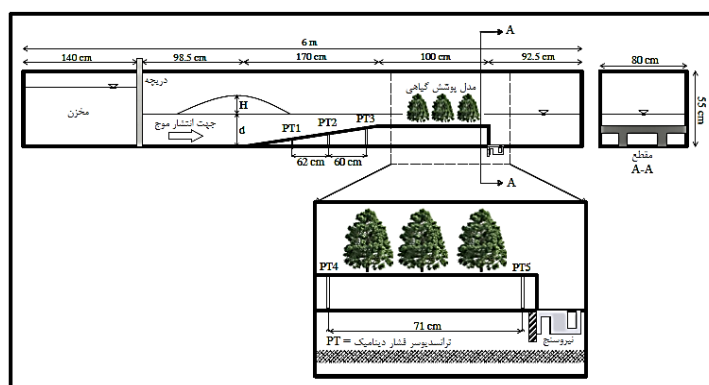 A
6 m
140 cm
98.5 cm
170 cm
100 cm
92.5 cm
80 cm
دریچه
مدل پوشش گیاهی
مخزن
H
55 cm
جهت انتشار موج
d
PT1
PT2
PT3
62 cm
60 cm
مقطع
A-A
A
PT4
PT5
71 cm
نیروسنج
PT = ترانسدیوسر فشار دینامیک